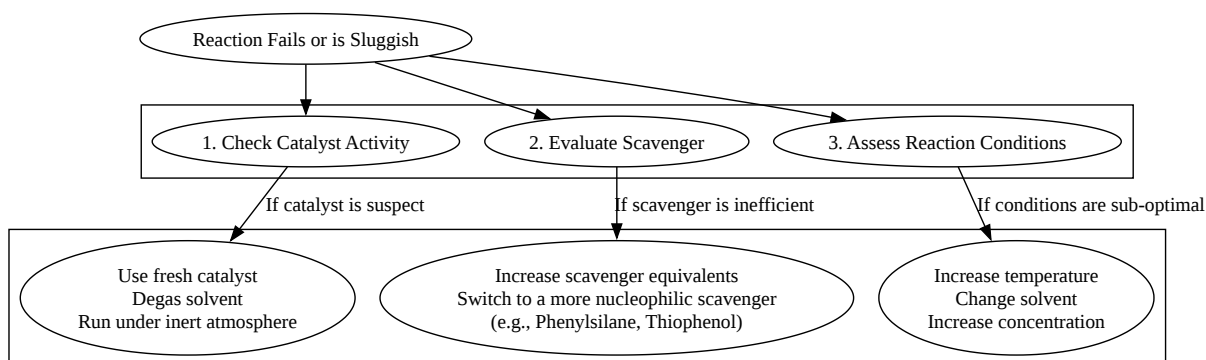 Reaction Fails or is Sluggish
1. Check Catalyst Activity
2. Evaluate Scavenger
3. Assess Reaction Conditions
If catalyst is suspect
If scavenger is inefficient
If conditions are sub-optimal
Use fresh catalyst
Degas solvent
Run under inert atmosphere
Increase scavenger equivalents
Switch to a more nucleophilic scavenger
(e.g., Phenylsilane, Thiophenol)
Increase temperature
Change solvent
Increase concentration